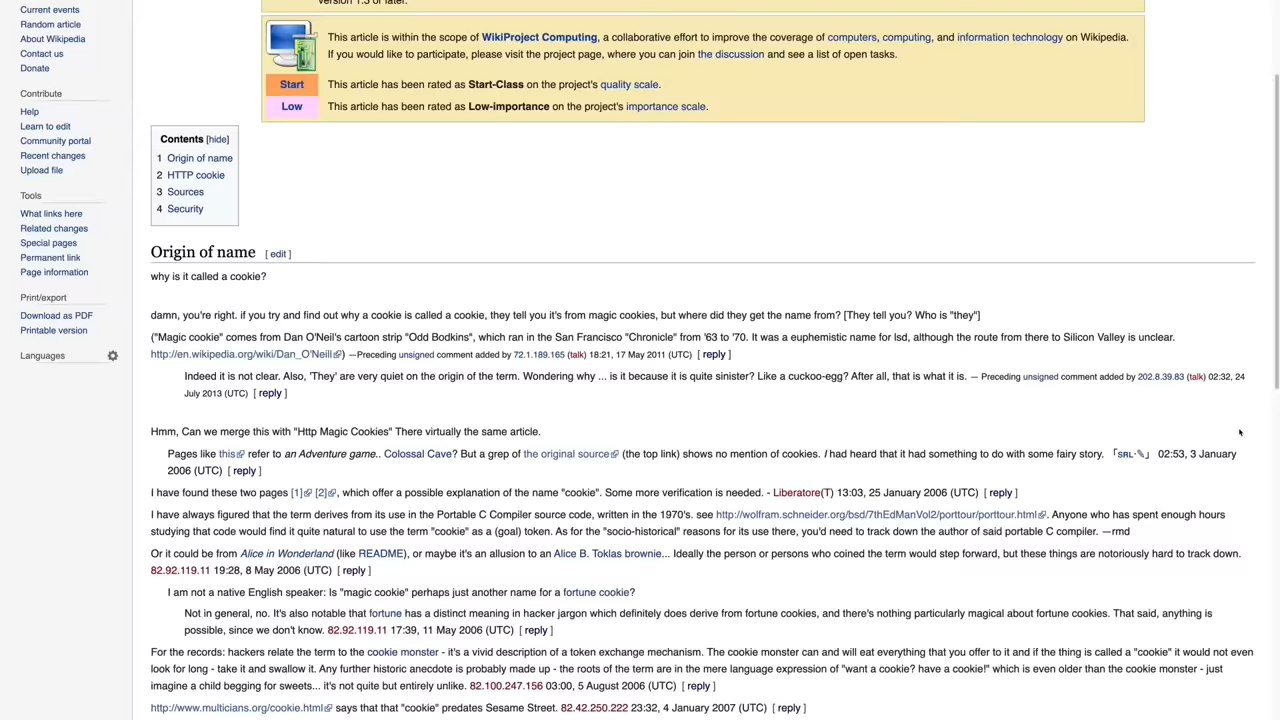 Current events
Random article
About Wikipedia
Contact us
Donate
Contribute
Help
Learn to edit
Community portal
Recent changes
Upload file
Tools
What links here
Related changes
Special pages
Permanent link
Page information
Print/export
Download as PDF
Printable version
Languages
version 1.3 or later.
This article is within the scope of WikiProject Computing, a collaborative effort to improve the coverage of computers, computing, and information technology on Wikipedia.
If you would like to participate, please visit the project page, where you can join the discussion and see a list of open tasks.
Start This article has been rated as Start-Class on the project's quality scale.
Low This article has been rated as Low-importance on the project's importance scale.
Contents [hide]
1 Origin of name
2 HTTP cookie
3 Sources
4 Security
Origin of name [ edit ]
why is it called a cookie?
damn, you're right. if you try and find out why a cookie is called a cookie, they tell you it's from magic cookies, but where did they get the name from? [They tell you? Who is "they"]
("Magic cookie" comes from Dan O'Neil's cartoon strip "Odd Bodkins", which ran in the San Francisco "Chronicle" from '63 to '70. It was a euphemistic name for lsd, although the route from there to Silicon Valley is unclear.
http://en.wikipedia.org/wiki/Dan_O'Neill) —Preceding unsigned comment added by 72.1.189.165 (talk) 18:21, 17 May 2011 (UTC) [ reply ]
Indeed it is not clear. Also, 'They' are very quiet on the origin of the term. Wondering why ... is it because it is quite sinister? Like a cuckoo-egg? After all, that is what it is. — Preceding unsigned comment added by 202.8.39.83 (talk) 02:32, 24
July 2013 (UTC) [ reply ]
Hmm, Can we merge this with "Http Magic Cookies" There virtually the same article.
Pages like this refer to an Adventure game.. Colossal Cave? But a grep of the original source (the top link) shows no mention of cookies. I had heard that it had something to do with some fairy story. 「SRL·✎」 02:53, 3 January
2006 (UTC) [ reply ]
I have found these two pages [1] [2], which offer a possible explanation of the name "cookie". Some more verification is needed. - Liberatore(T) 13:03, 25 January 2006 (UTC) [ reply ]
I have always figured that the term derives from its use in the Portable C Compiler source code, written in the 1970's. see http://wolfram.schneider.org/bsd/7thEdManVol2/porttour/porttour.html. Anyone who has spent enough hours
studying that code would find it quite natural to use the term "cookie" as a (goal) token. As for the "socio-historical" reasons for its use there, you'd need to track down the author of said portable C compiler. —rmd
Or it could be from Alice in Wonderland (like README), or maybe it's an allusion to an Alice B. Toklas brownie... Ideally the person or persons who coined the term would step forward, but these things are notoriously hard to track down.
82.92.119.11 19:28, 8 May 2006 (UTC) [ reply ]
I am not a native English speaker: Is "magic cookie" perhaps just another name for a fortune cookie?
Not in general, no. It's also notable that fortune has a distinct meaning in hacker jargon which definitely does derive from fortune cookies, and there's nothing particularly magical about fortune cookies. That said, anything is
possible, since we don't know. 82.92.119.11 17:39, 11 May 2006 (UTC) [ reply ]
For the records: hackers relate the term to the cookie monster - it's a vivid description of a token exchange mechanism. The cookie monster can and will eat everything that you offer to it and if the thing is called a "cookie" it would not even
look for long - take it and swallow it. Any further historic anecdote is probably made up - the roots of the term are in the mere language expression of "want a cookie? have a cookie!" which is even older than the cookie monster - just
imagine a child begging for sweets... it's not quite but entirely unlike. 82.100.247.156 03:00, 5 August 2006 (UTC) [ reply ]
http://www.multicians.org/cookie.html says that that "cookie" predates Sesame Street. 82.42.250.222 23:32, 4 January 2007 (UTC) [ reply ]